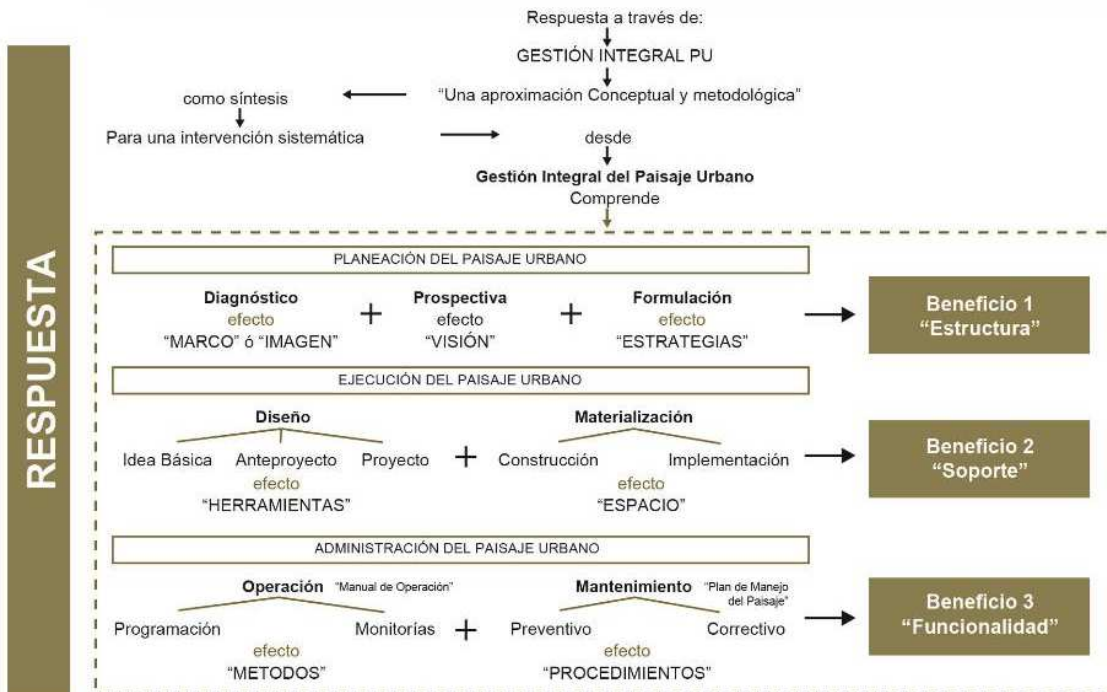 RESPUESTA
Respuesta a través de:
GESTIÓN INTEGRAL PU
“Una aproximación Conceptual y metodológica”
como síntesis
Para una intervención sistemática
desde
Gestión Integral del Paisaje Urbano
Comprende
PLANEACIÓN DEL PAISAJE URBANO
Diagnóstico + Prospectiva + Formulación
efecto efecto efecto
“MARCO” ó “IMAGEN” “VISIÓN” “ESTRATEGIAS”
Beneficio 1
“Estructura”
EJECUCIÓN DEL PAISAJE URBANO
Diseño Materialización
Idea Básica Anteproyecto Proyecto + Construcción Implementación
efecto efecto
“HERRAMIENTAS” “ESPACIO”
Beneficio 2
“Soporte”
ADMINISTRACIÓN DEL PAISAJE URBANO
Operación “Manual de Operación” Mantenimiento “Plan de Manejo
del Paisaje”
Programación Monitorías + Preventivo Correctivo
efecto efecto
“METODOS” “PROCEDIMIENTOS”
Beneficio 3
“Funcionalidad”